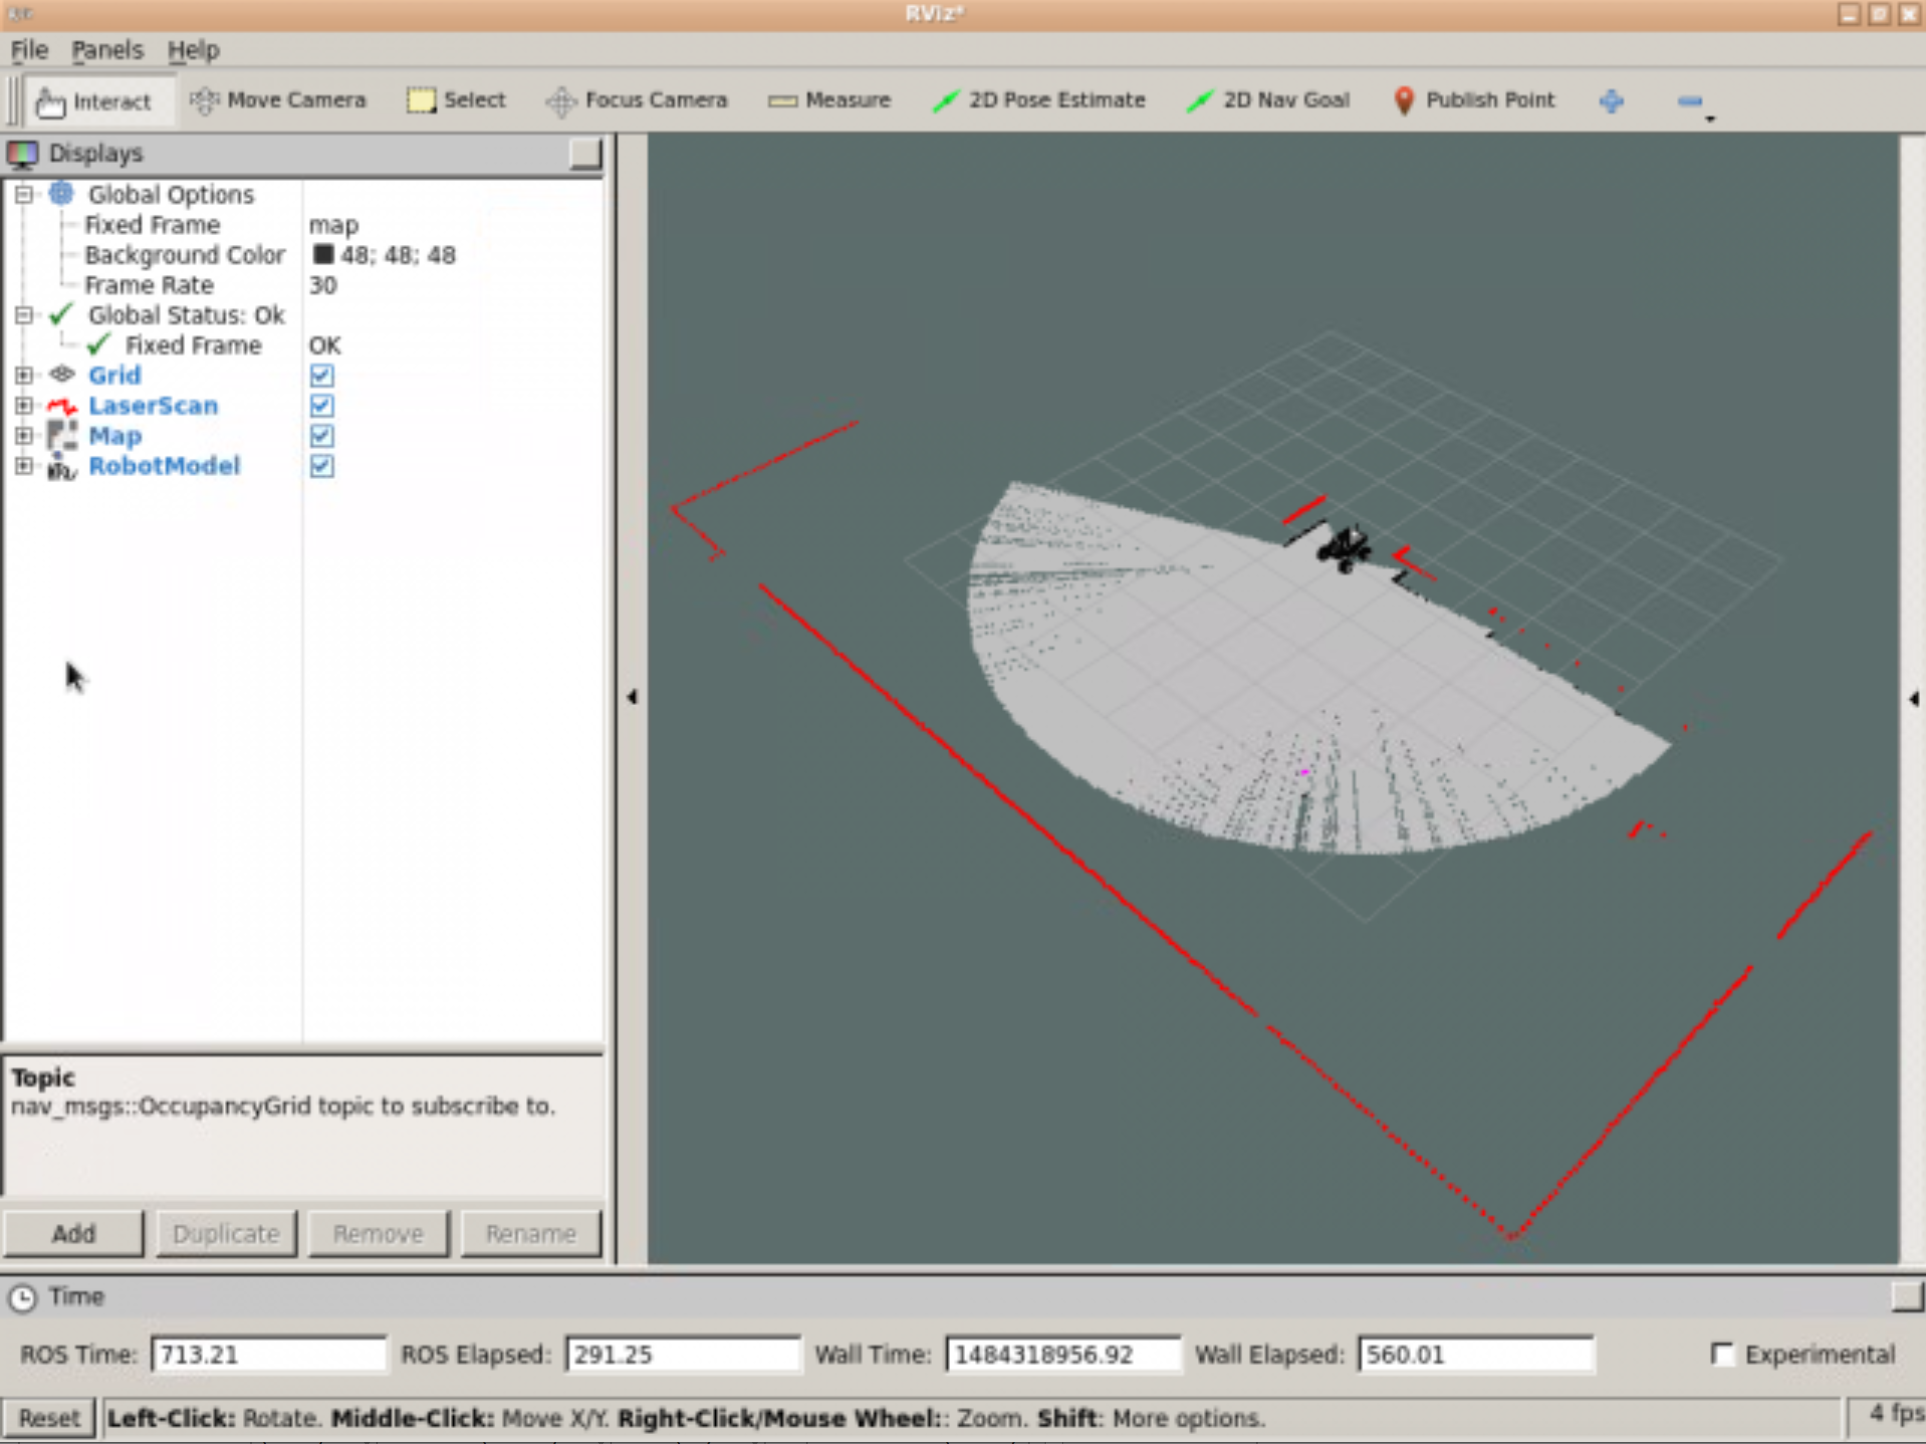 RViz*
File Panels Help
Interact Move Camera Select Focus Camera Measure 2D Pose Estimate 2D Nav Goal Publish Point
Displays
Global Options
Fixed Frame map
Background Color 48; 48; 48
Frame Rate 30
Global Status: Ok
Fixed Frame OK
Grid
LaserScan
Map
RobotModel
Topic
nav_msgs::OccupancyGrid topic to subscribe to.
Add Duplicate Remove Rename
Time
ROS Time: 713.21 ROS Elapsed: 291.25 Wall Time: 1484318956.92 Wall Elapsed: 560.01 Experimental
Reset Left-Click: Rotate. Middle-Click: Move X/Y. Right-Click/Mouse Wheel:: Zoom. Shift: More options. 4 fps